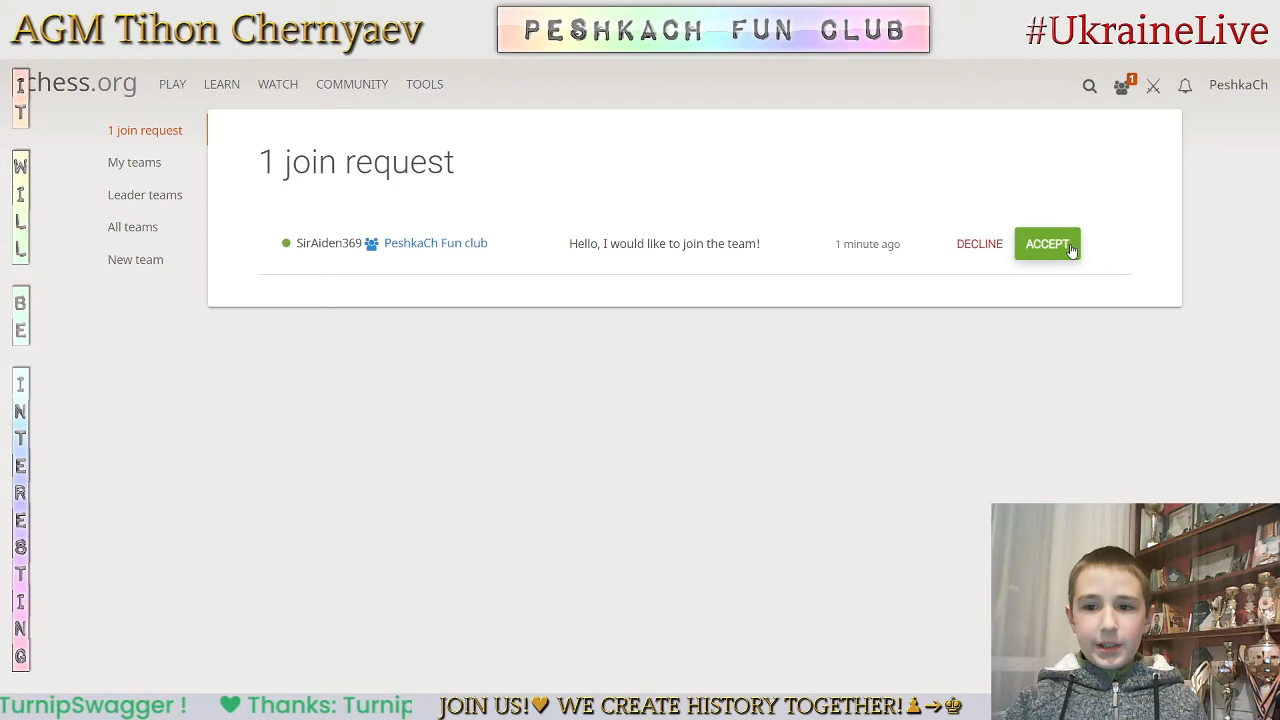 AGM Tihon Chernyaev
PESHKACH FUN CLUB
#UkraineLive
chess.org
PLAY
LEARN
WATCH
COMMUNITY
TOOLS
1
PeshkaCh
IT WILL BE INTERESTING
1 join request
My teams
Leader teams
All teams
New team
1 join request
SirAiden369 PeshkaCh Fun club
Hello, I would like to join the team!
1 minute ago
DECLINE
ACCEPT
TurnipSwagger ! Thanks: Turnip
JOIN US! WE CREATE HISTORY TOGETHER!